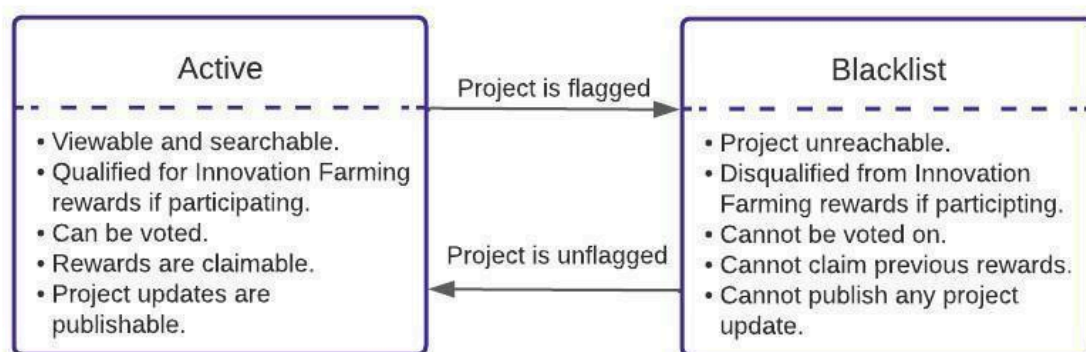 Active
• Viewable and searchable.
• Qualified for Innovation Farming
rewards if participating.
• Can be voted.
• Rewards are claimable.
• Project updates are
publishable.
Project is flagged
Project is unflagged
Blacklist
• Project unreachable.
• Disqualified from Innovation
Farming rewards if particpting.
• Cannot be voted on.
• Cannot claim previous rewards.
• Cannot publish any project
update.